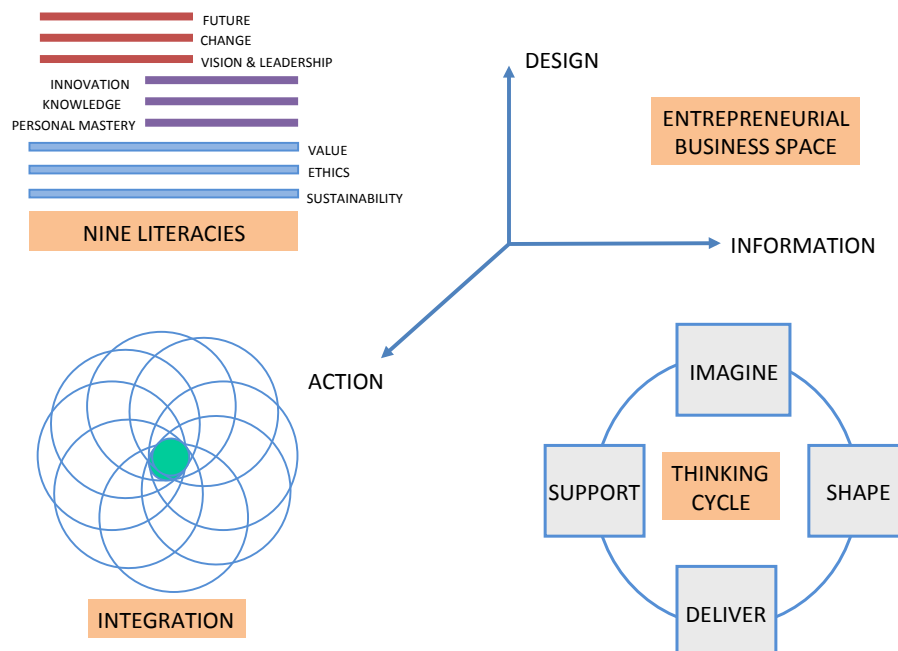 FUTURE
CHANGE
VISION & LEADERSHIP
INNOVATION
KNOWLEDGE
PERSONAL MASTERY
VALUE
ETHICS
SUSTAINABILITY
NINE LITERACIES
DESIGN
ENTREPRENEURIAL
BUSINESS SPACE
INFORMATION
ACTION
INTEGRATION
IMAGINE
SUPPORT
THINKING
CYCLE
SHAPE
DELIVER